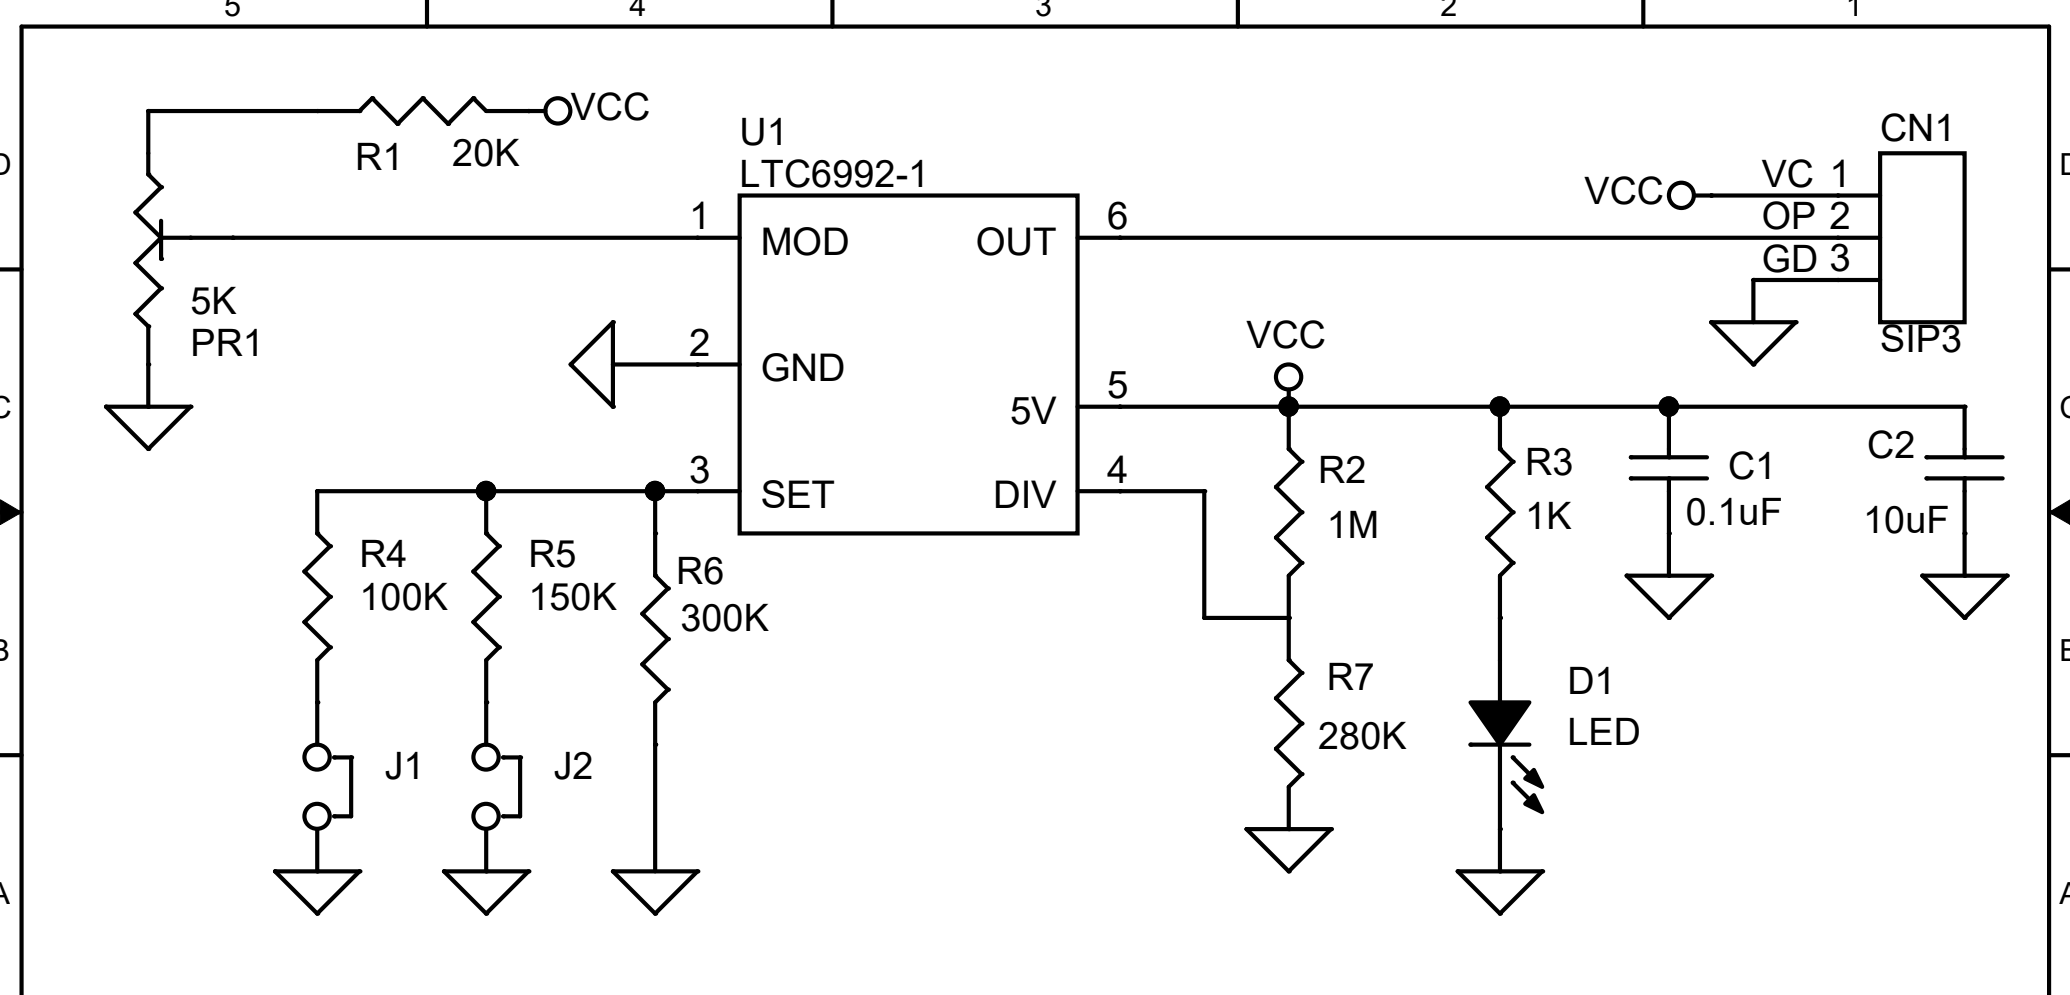 5 4 3 2 1
VCC
R1 20K
U1
LTC6992-1
CN1
D
D
1
MOD
OUT
6
VCC
VC 1
OP 2
GD 3
SIP3
5K
PR1
2
GND
VCC
5V
5
C
C
3
SET
DIV
4
R2
1M
R3
1K
C1
0.1uF
C2
10uF
R4
100K
R5
150K
R6
300K
B
B
R7
280K
D1
LED
J1
J2
A
A